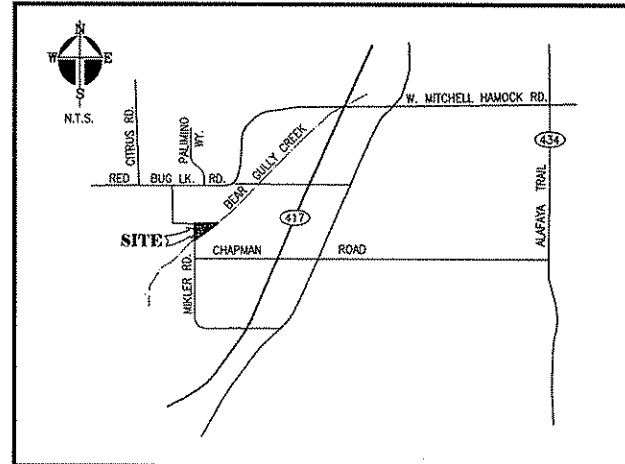 N
W E
S
N.T.S.
CITRUS RD.
PALIMINO
WY.
W. MITCHELL HAMOCK RD.
434
RED BUG LK. RD.
BEAR GULLY CREEK
ALAFAYA TRAIL
417
SITE
CHAPMAN ROAD
MIKLER RD.